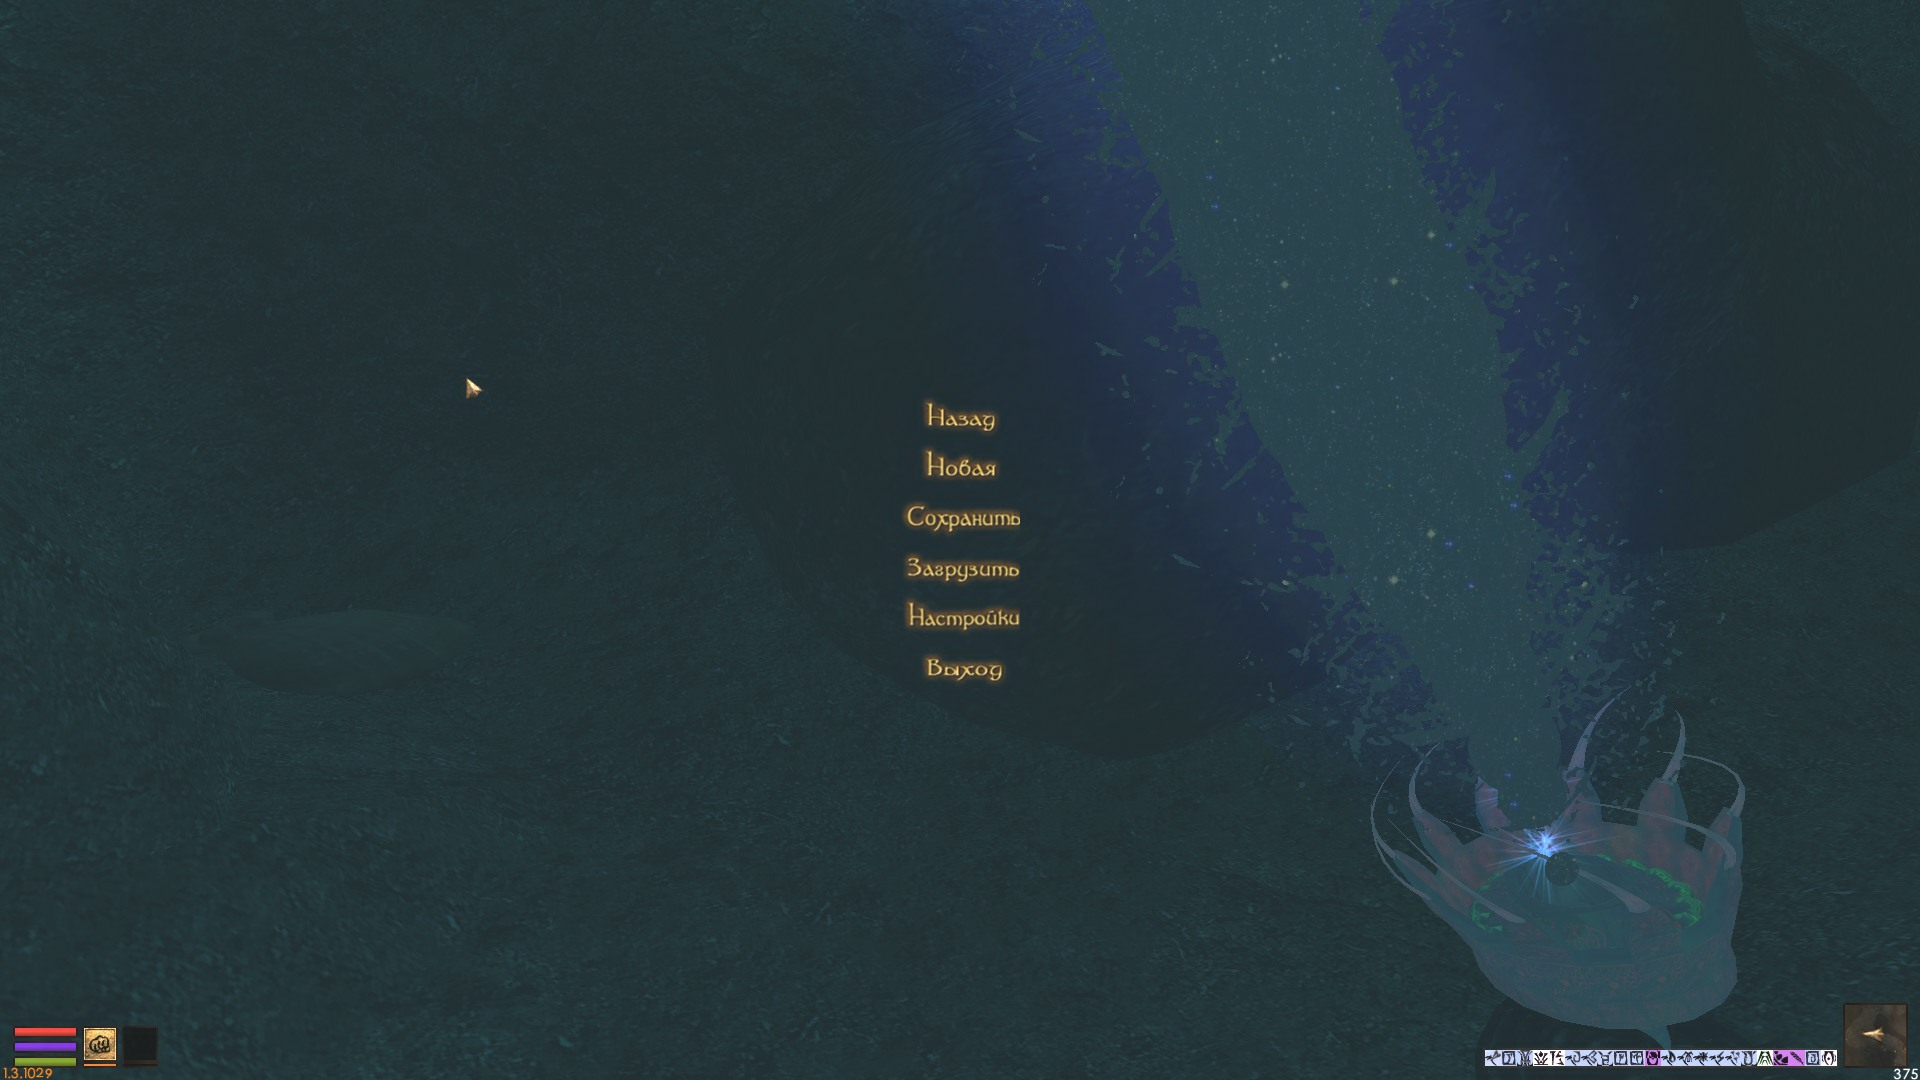 Назад
Новая
Сохранить
Загрузить
Настройки
Выход
1.3.1029
375